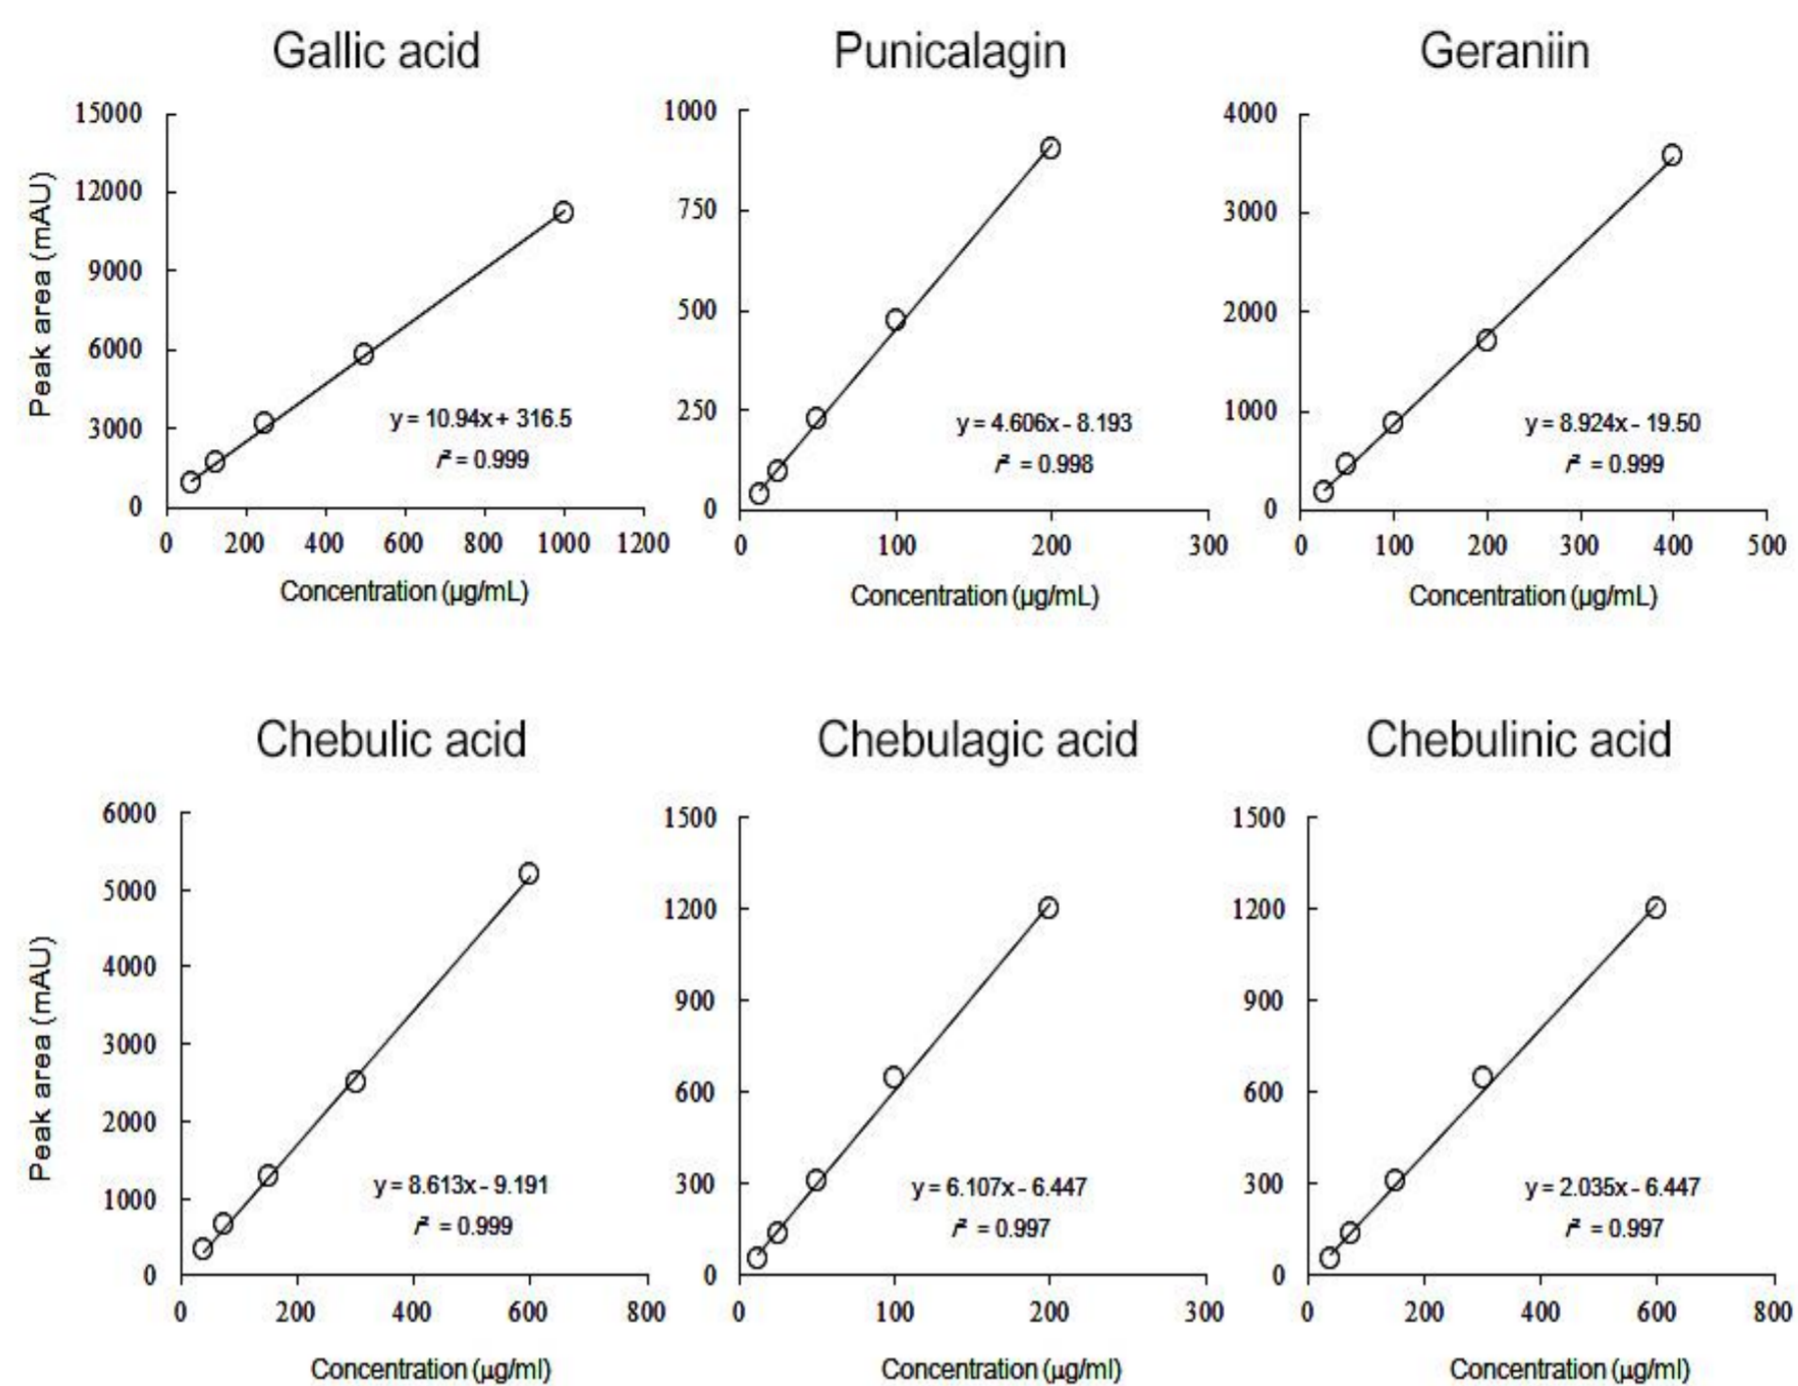 Gallic acid
Punicalagin
Geraniin
Peak area (mAU)
15000
12000
9000
6000
3000
0
0 200 400 600 800 1000 1200
y = 10.94x + 316.5
r² = 0.999
Concentration (µg/mL)
1000
750
500
250
0
0 100 200 300
y = 4.606x - 8.193
r² = 0.998
Concentration (µg/mL)
4000
3000
2000
1000
0
0 100 200 300 400 500
y = 8.924x - 19.50
r² = 0.999
Concentration (µg/mL)
Chebulic acid
Chebulagic acid
Chebulinic acid
Peak area (mAU)
6000
5000
4000
3000
2000
1000
0
0 200 400 600 800
y = 8.613x - 9.191
r² = 0.999
Concentration (µg/ml)
1500
1200
900
600
300
0
0 100 200 300
y = 6.107x - 6.447
r² = 0.997
Concentration (µg/ml)
1500
1200
900
600
300
0
0 200 400 600 800
y = 2.035x - 6.447
r² = 0.997
Concentration (µg/ml)